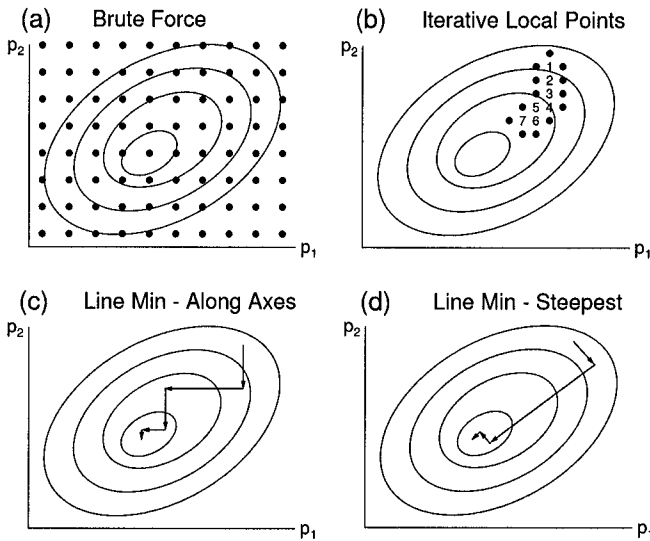 (a) Brute Force
p2
p1
(b) Iterative Local Points
p2
1
2
3
5 4
7 6
p1
(c) Line Min - Along Axes
p2
p1
(d) Line Min - Steepest
p2